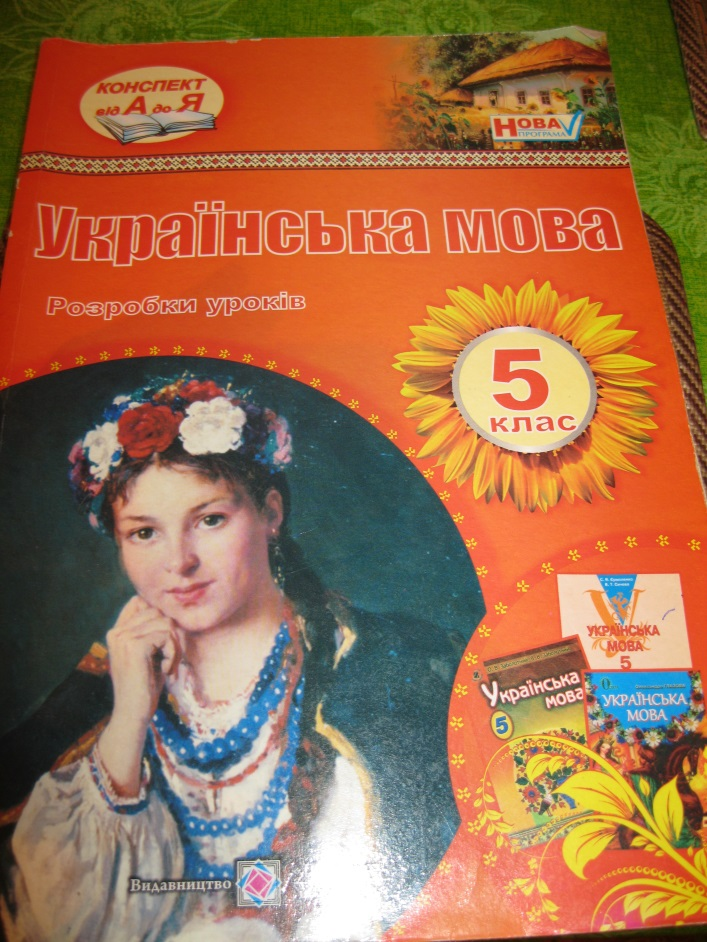 КОНСПЕКТ
від А до Я
НОВА
ПРОГРАМА
Українська мова
Розробки уроків
5
клас
УКРАЇНСЬКА
МОВА
5
Українська
мова
5
УКРАЇНСЬКА
МОВА
Видавництво